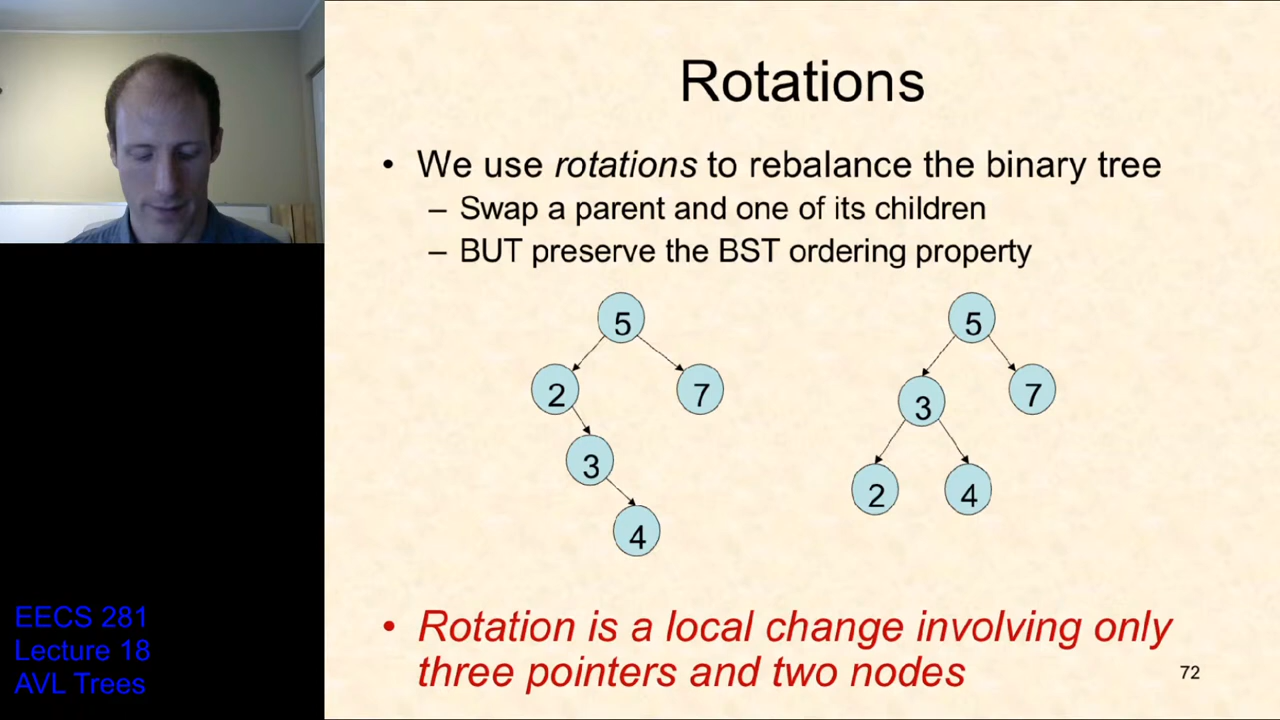 Rotations
• We use rotations to rebalance the binary tree
– Swap a parent and one of its children
– BUT preserve the BST ordering property
5
2
7
3
4
5
3
7
2
4
• Rotation is a local change involving only
three pointers and two nodes
72
EECS 281
Lecture 18
AVL Trees